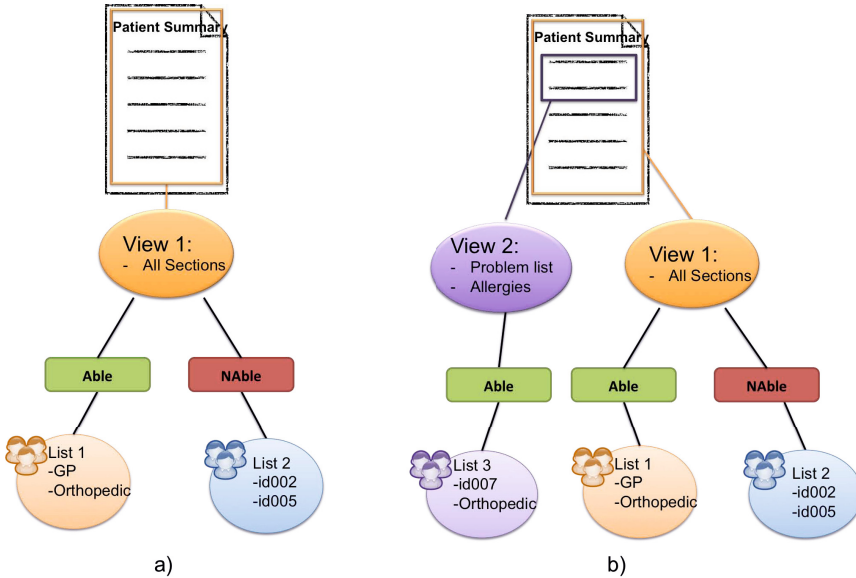 Patient Summary
View 1:
- All Sections
Able
NAble
List 1
-GP
-Orthopedic
List 2
-id002
-id005
a)
Patient Summary
View 2:
- Problem list
- Allergies
View 1:
- All Sections
Able
Able
NAble
List 3
-id007
-Orthopedic
List 1
-GP
-Orthopedic
List 2
-id002
-id005
b)